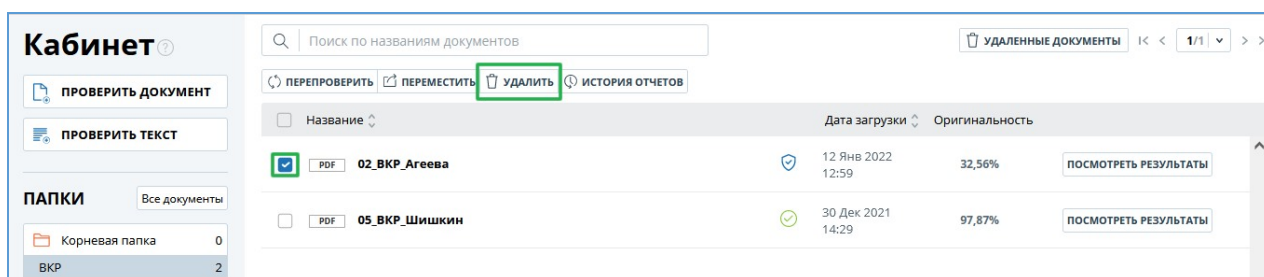 Кабинет
ПРОВЕРИТЬ ДОКУМЕНТ
ПРОВЕРИТЬ ТЕКСТ
ПАПКИ Все документы
Корневая папка 0
ВКР 2
Поиск по названиям документов
УДАЛЕННЫЕ ДОКУМЕНТЫ 1/1
ПЕРЕПРОВЕРИТЬ ПЕРЕМЕСТИТЬ УДАЛИТЬ ИСТОРИЯ ОТЧЕТОВ
Название Дата загрузки Оригинальность
PDF 02_ВКР_Агеева 12 Янв 2022 12:59 32,56% ПОСМОТРЕТЬ РЕЗУЛЬТАТЫ
PDF 05_ВКР_Шишкин 30 Дек 2021 14:29 97,87% ПОСМОТРЕТЬ РЕЗУЛЬТАТЫ